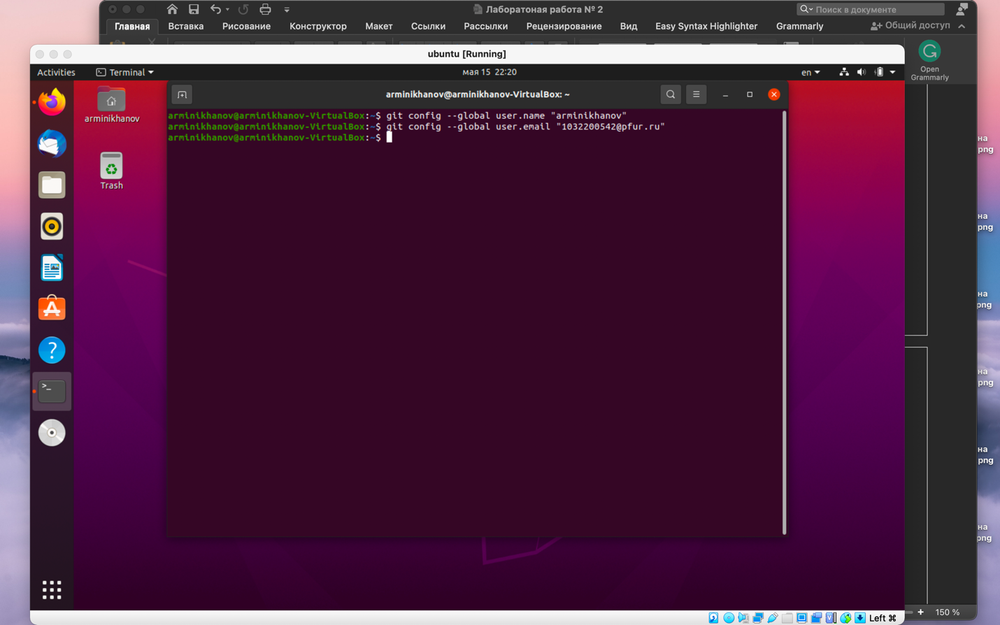 Лаборатоная работа № 2
Поиск в документе
Главная Вставка Рисование Конструктор Макет Ссылки Рассылки Рецензирование Вид Easy Syntax Highlighter Grammarly Общий доступ
ubuntu [Running]
Open
Grammarly
Activities Terminal мая 15 22:20 en
arminikhanov
Trash
arminikhanov@arminikhanov-VirtualBox: ~
arminikhanov@arminikhanov-VirtualBox:~$ git config --global user.name "arminikhanov"
arminikhanov@arminikhanov-VirtualBox:~$ git config --global user.email "1032200542@pfur.ru"
arminikhanov@arminikhanov-VirtualBox:~$
на
png
на
png
на
png
на
png
на
png
на
png
150 %
Left ⌘